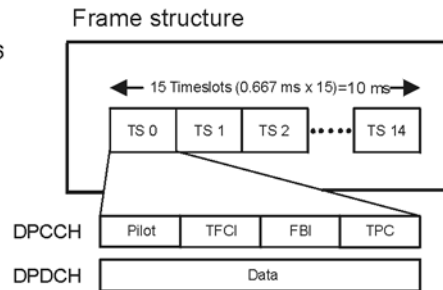 Frame structure
6
15 Timeslots (0.667 ms x 15)=10 ms
TS 0 TS 1 TS 2 ••••• TS 14
DPCCH Pilot TFCI FBI TPC
DPDCH Data